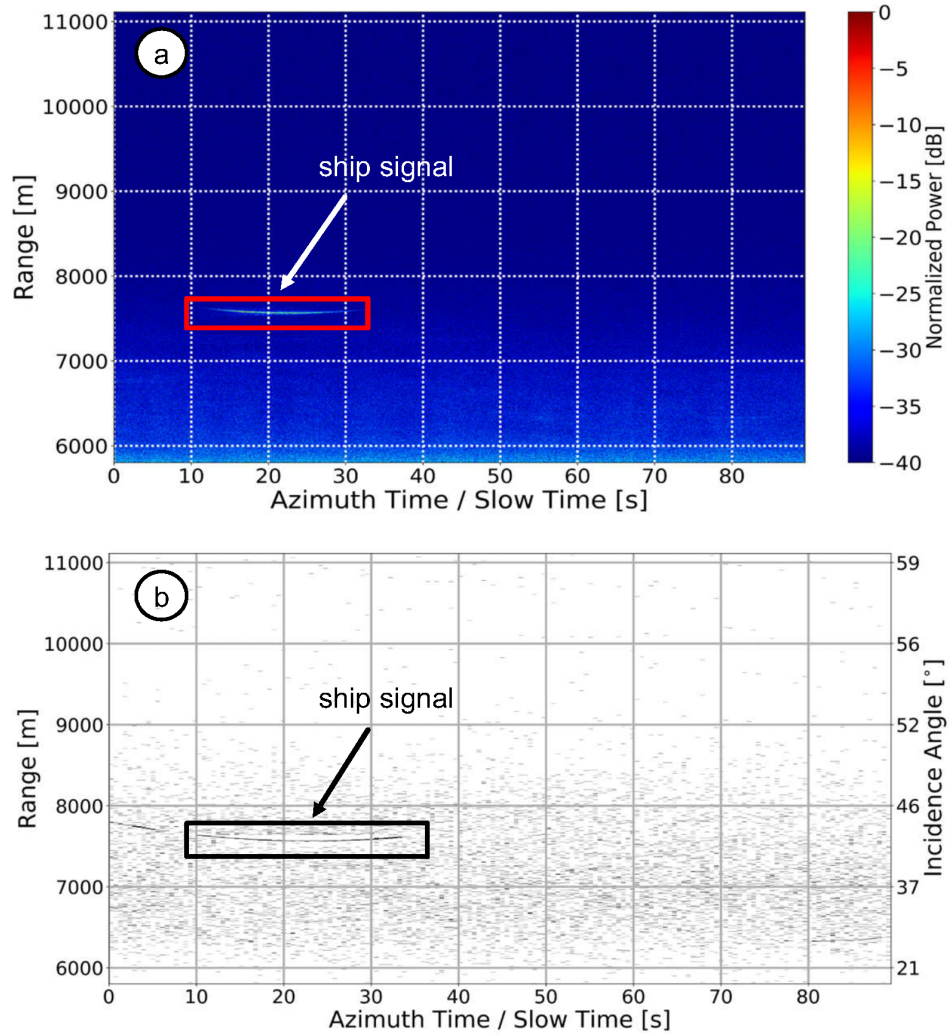 a
11000
10000
9000
8000
7000
6000
Range [m]
ship signal
0 10 20 30 40 50 60 70 80
Azimuth Time / Slow Time [s]
0
−5
−10
−15
−20
−25
−30
−35
−40
Normalized Power [dB]
b
11000
10000
9000
8000
7000
6000
Range [m]
ship signal
59
56
52
46
37
21
Incidence Angle [°]
0 10 20 30 40 50 60 70 80
Azimuth Time / Slow Time [s]